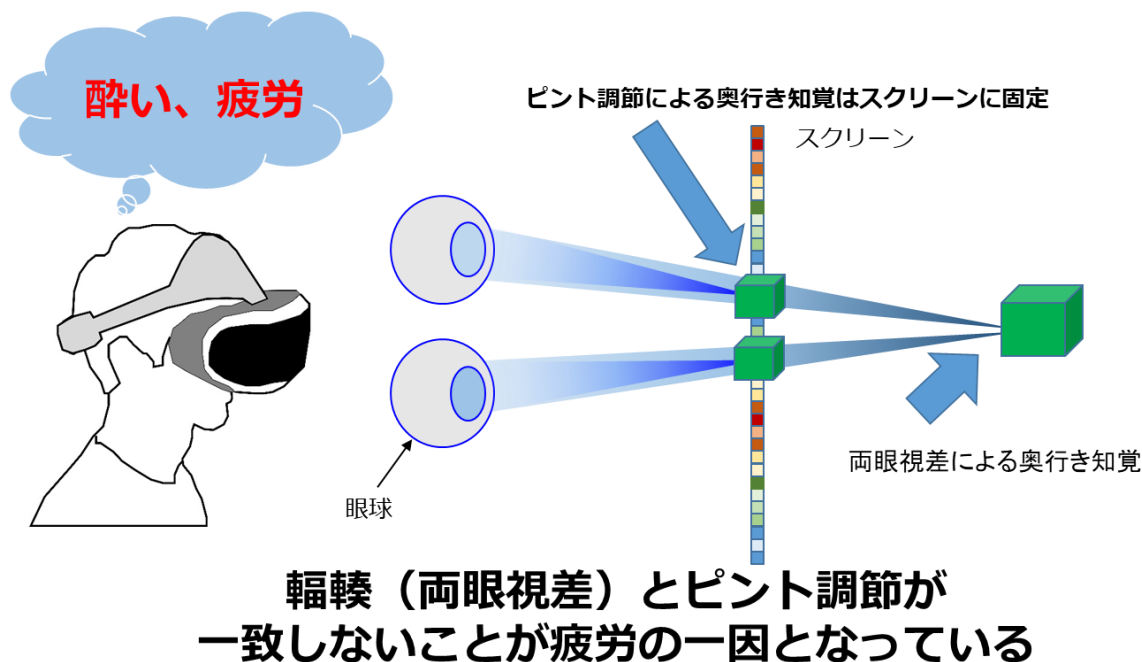 酔い、疲労
ピント調節による奥行き知覚はスクリーンに固定
スクリーン
両眼視差による奥行き知覚
眼球
輻輳（両眼視差）とピント調節が
一致しないことが疲労の一因となっている